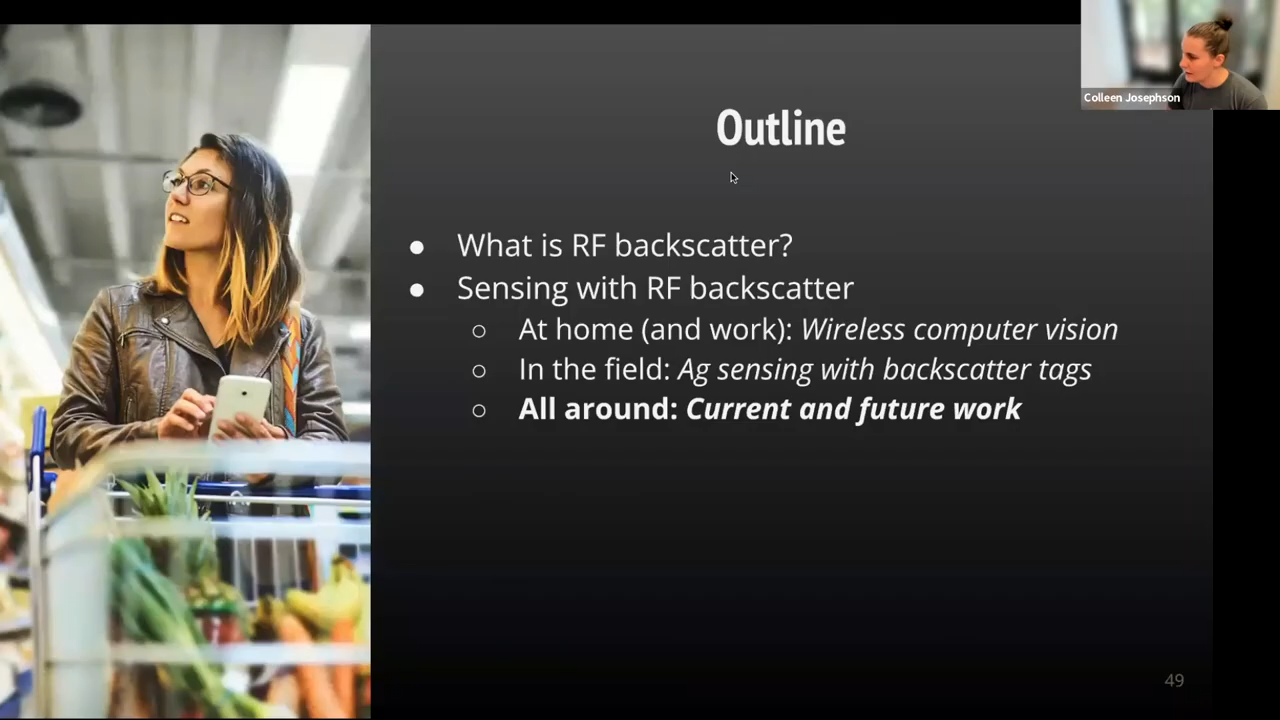 Colleen Josephson
Outline
● What is RF backscatter?
● Sensing with RF backscatter
○ At home (and work): Wireless computer vision
○ In the field: Ag sensing with backscatter tags
○ All around: Current and future work
49